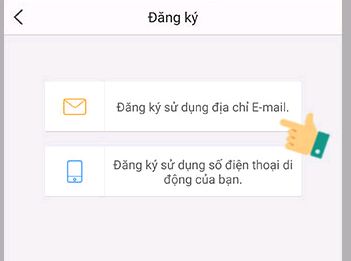 Đăng ký
Đăng ký sử dụng địa chỉ E-mail.
Đăng ký sử dụng số điện thoại di
động của bạn.